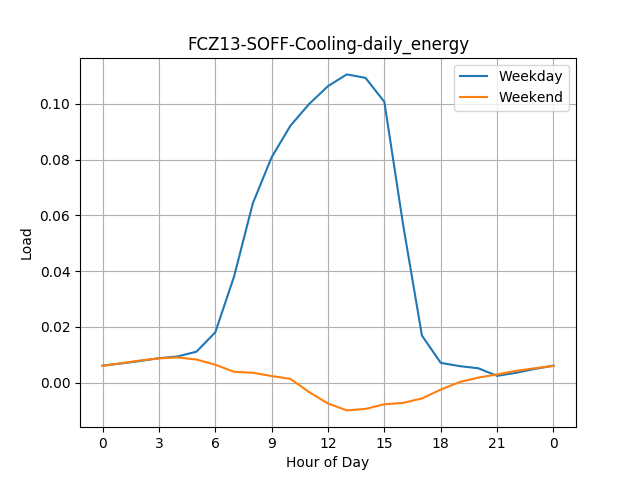 FCZ13-SOFF-Cooling-daily_energy
Weekday
Weekend
Load
0.10
0.08
0.06
0.04
0.02
0.00
0 3 6 9 12 15 18 21 0
Hour of Day